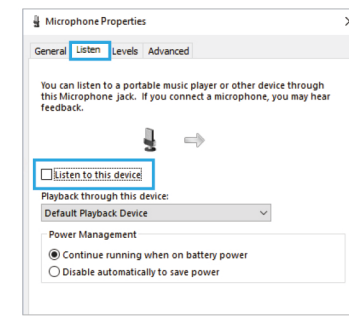 Microphone Properties
General Listen Levels Advanced
You can listen to a portable music player or other device through
this Microphone jack. If you connect a microphone, you may hear
feedback.
Listen to this device
Playback through this device:
Default Playback Device
Power Management
Continue running when on battery power
Disable automatically to save power